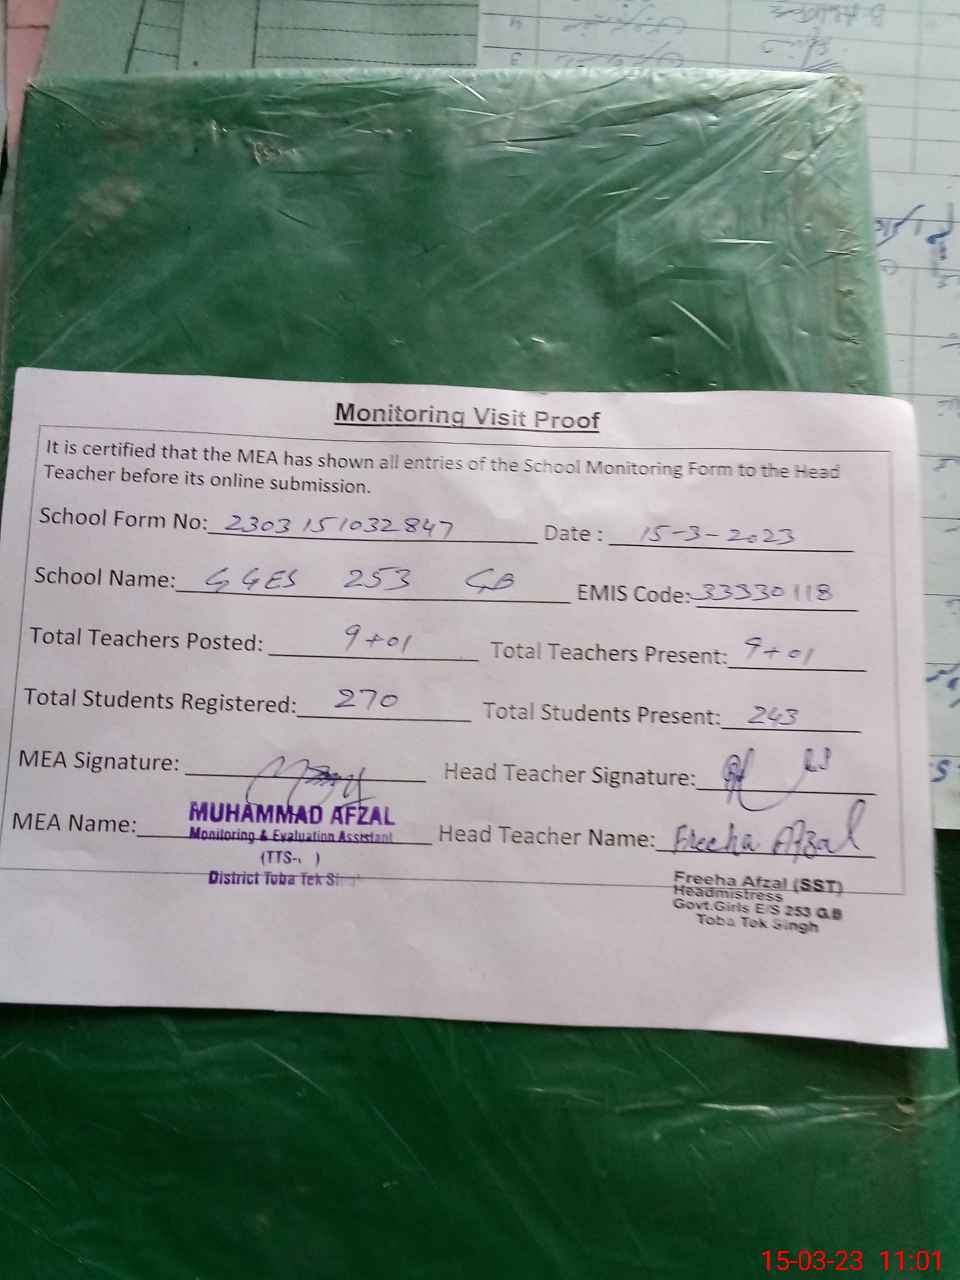 Monitoring Visit Proof
It is certified that the MEA has shown all entries of the School Monitoring Form to the Head
Teacher before its online submission.
School Form No: 2303151032847 Date : 15-3-2023
School Name: GGES 253 GB EMIS Code: 33330118
Total Teachers Posted: 9+01 Total Teachers Present: 9+01
Total Students Registered: 270 Total Students Present: 243
MEA Signature: Head Teacher Signature:
MEA Name: MUHAMMAD AFZAL Head Teacher Name: Freeha Afzal
Monitoring & Evaluation Assistant
(TTS- )
District Toba Tek
Freeha Afzal (SST)
Headmistress
Govt.Girls E/S 253 G.B
Toba Tek Singh
15-03-23 11:01